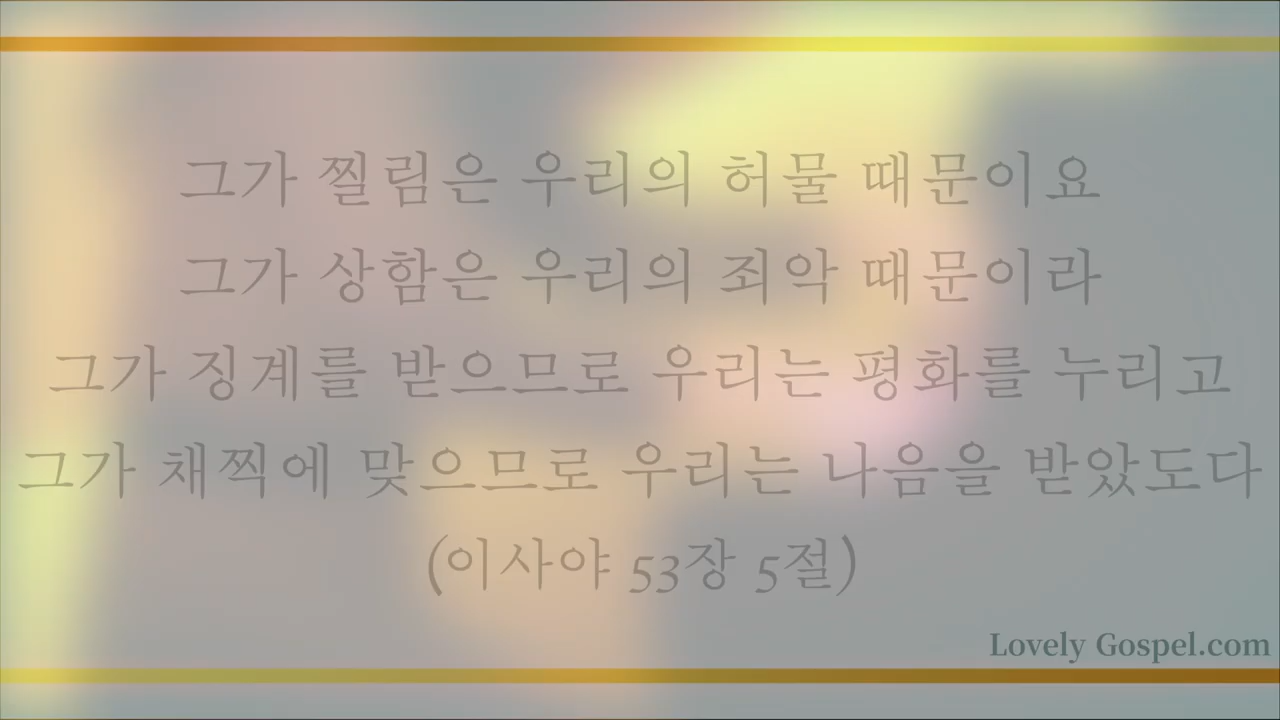 그가 찔림은 우리의 허물 때문이요
그가 상함은 우리의 죄악 때문이라
그가 징계를 받으므로 우리는 평화를 누리고
그가 채찍에 맞으므로 우리는 나음을 받았도다
(이사야 53장 5절)
Lovely Gospel.com